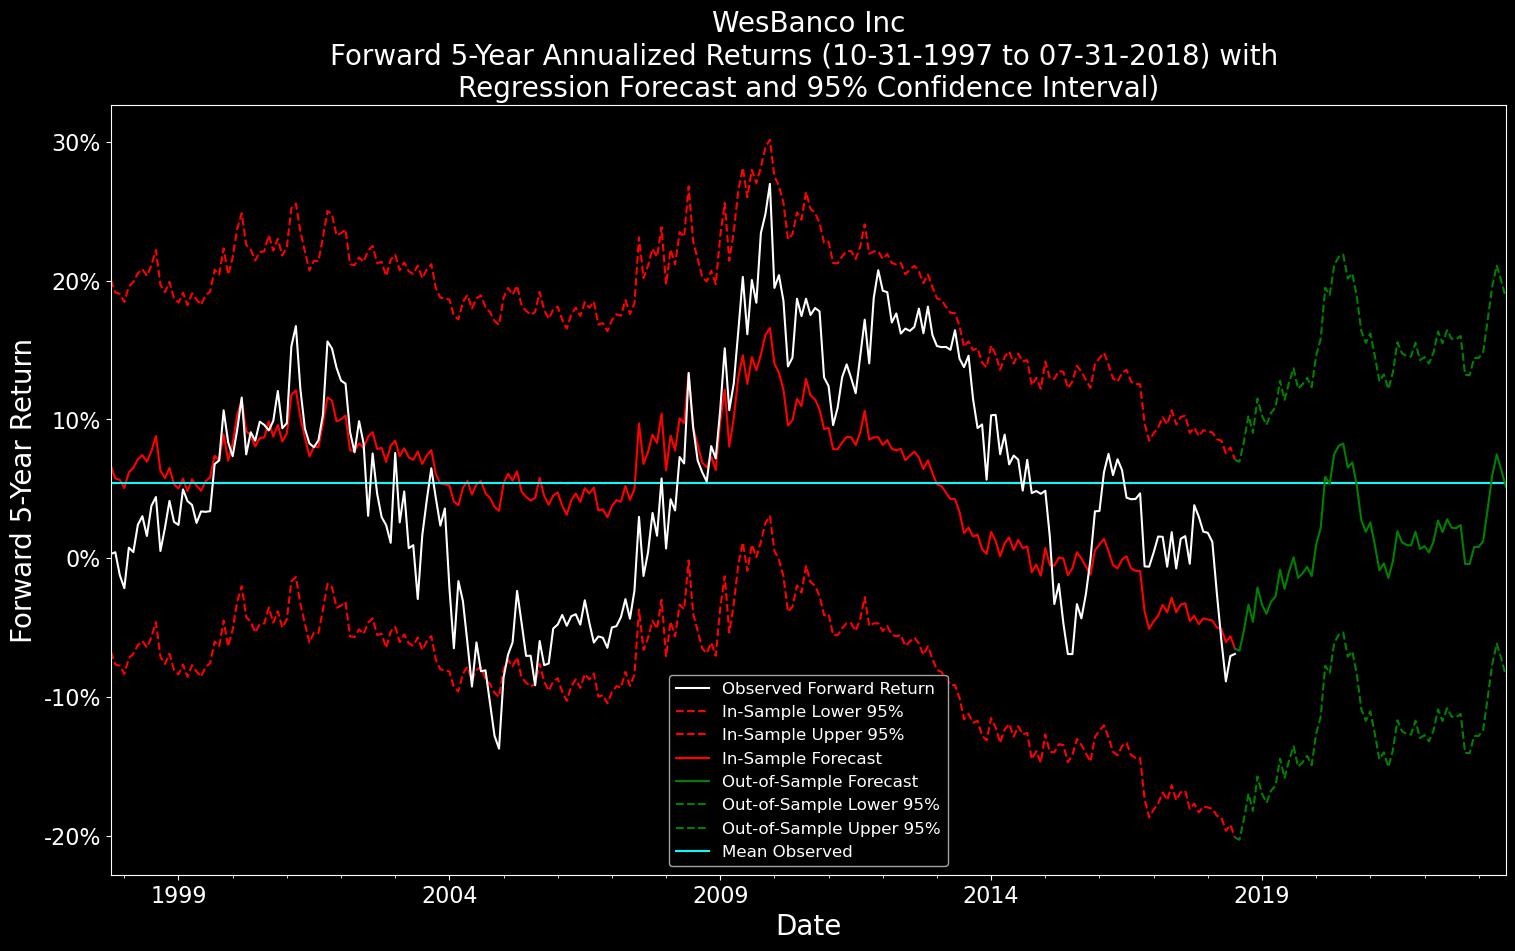 WesBanco Inc
Forward 5-Year Annualized Returns (10-31-1997 to 07-31-2018) with
Regression Forecast and 95% Confidence Interval)
Forward 5-Year Return
30%
20%
10%
0%
-10%
-20%
Observed Forward Return
In-Sample Lower 95%
In-Sample Upper 95%
In-Sample Forecast
Out-of-Sample Forecast
Out-of-Sample Lower 95%
Out-of-Sample Upper 95%
Mean Observed
1999
2004
2009
2014
2019
Date